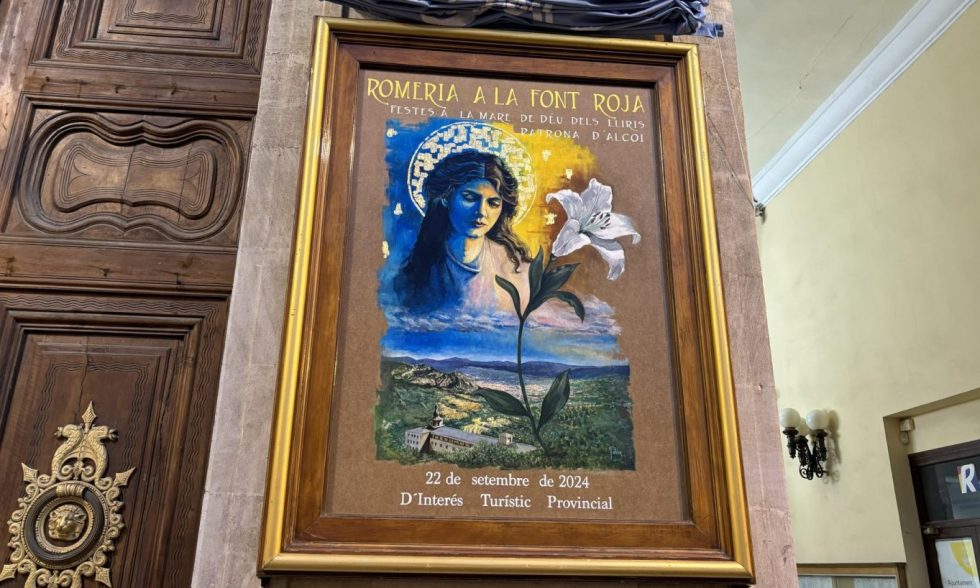 ROMERIA A LA FONT ROJA
FESTES A LA MARE DE DÉU DELS LLIRIS
PATRONA D´ALCOI
22 de setembre de 2024
D´Interés Turístic Provincial
R
Ajuntament